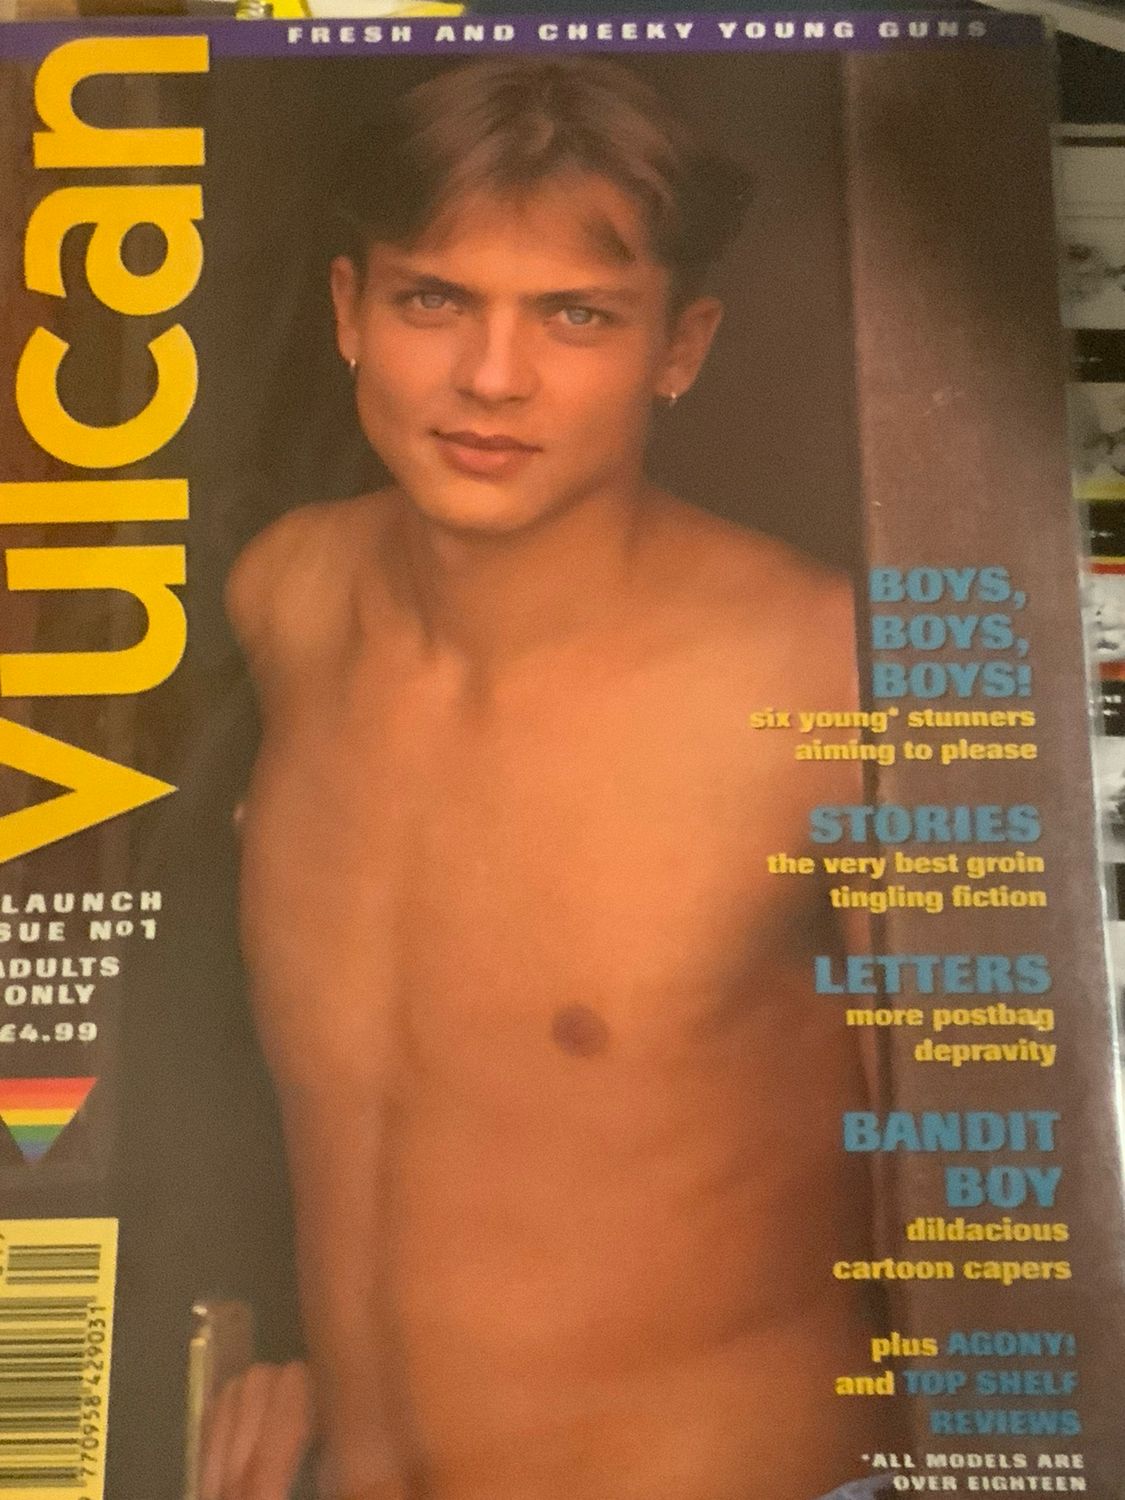 FRESH AND CHEEKY YOUNG GUNS
vulcan
LAUNCH
SUE Nº1
ADULTS
ONLY
£4.99
BOYS,
BOYS,
BOYS!
six young* stunners
aiming to please
STORIES
the very best groin
tingling fiction
LETTERS
more postbag
depravity
BANDIT
BOY
dildacious
cartoon capers
plus AGONY!
and TOP SHELF
REVIEWS
*ALL MODELS ARE
OVER EIGHTEEN
770958 429031